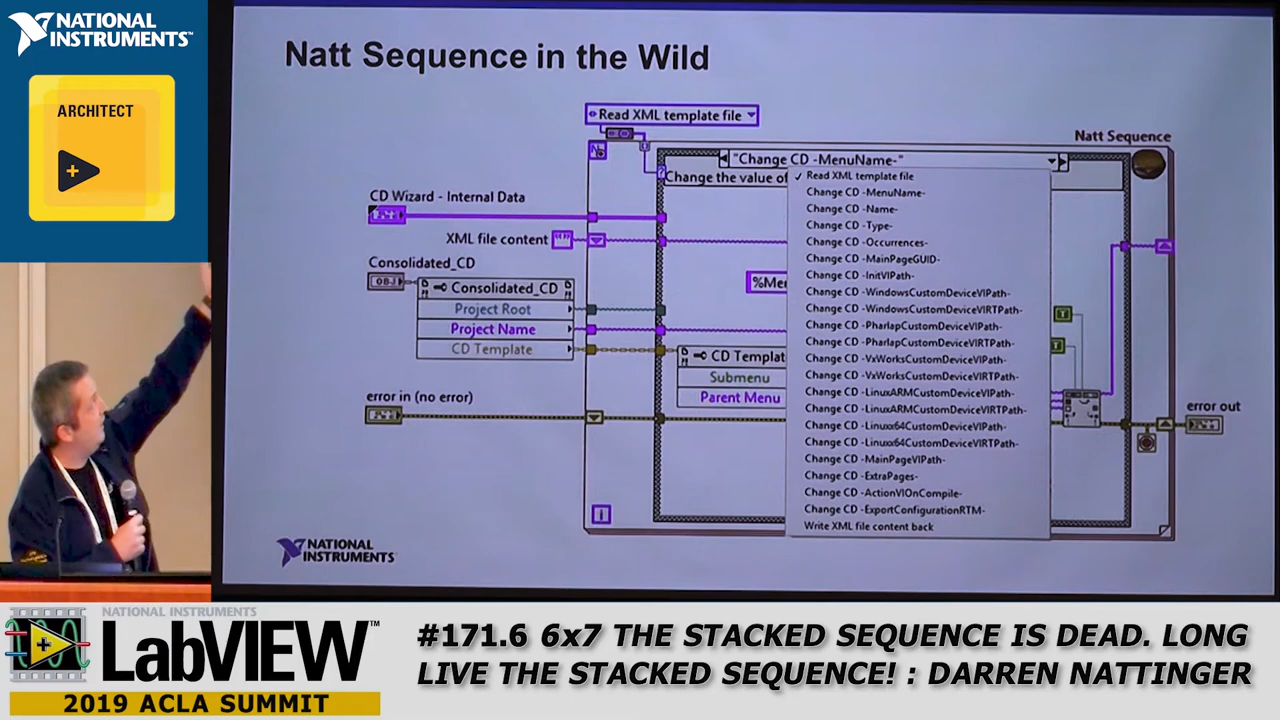 NATIONAL
INSTRUMENTS™
ARCHITECT
Natt Sequence in the Wild
Read XML template file
Natt Sequence
N
"Change CD -MenuName-"
Change the value of
Read XML template file
Change CD -MenuName-
Change CD -Name-
Change CD -Type-
Change CD -Occurrences-
Change CD -MainPageGUID-
Change CD -InitVIPath-
Change CD -WindowsCustomDeviceVIPath-
Change CD -WindowsCustomDeviceVIRTPath-
Change CD -PharlapCustomDeviceVIPath-
Change CD -PharlapCustomDeviceVIRTPath-
Change CD -VxWorksCustomDeviceVIPath-
Change CD -VxWorksCustomDeviceVIRTPath-
Change CD -LinuxARMCustomDeviceVIPath-
Change CD -LinuxARMCustomDeviceVIRTPath-
Change CD -Linux64CustomDeviceVIPath-
Change CD -Linux64CustomDeviceVIRTPath-
Change CD -MainPageVIPath-
Change CD -ExtraPages-
Change CD -ActionVIOnCompile-
Change CD -ExportConfigurationRTM-
Write XML file content back
CD Wizard - Internal Data
XML file content
Consolidated_CD
OBJ
Consolidated_CD
Project Root
Project Name
CD Template
%Me
CD Templat
Submenu
Parent Menu
T
T
error in (no error)
error out
i
NATIONAL
INSTRUMENTS
NATIONAL INSTRUMENTS
LabVIEW™
2019 ACLA SUMMIT
#171.6 6x7 THE STACKED SEQUENCE IS DEAD. LONG
LIVE THE STACKED SEQUENCE! : DARREN NATTINGER